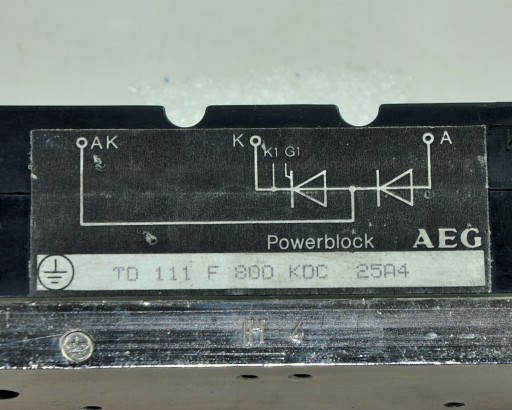 AK K A
K1 G1
Powerblock AEG
TD 111 F 800 KDC 25A4